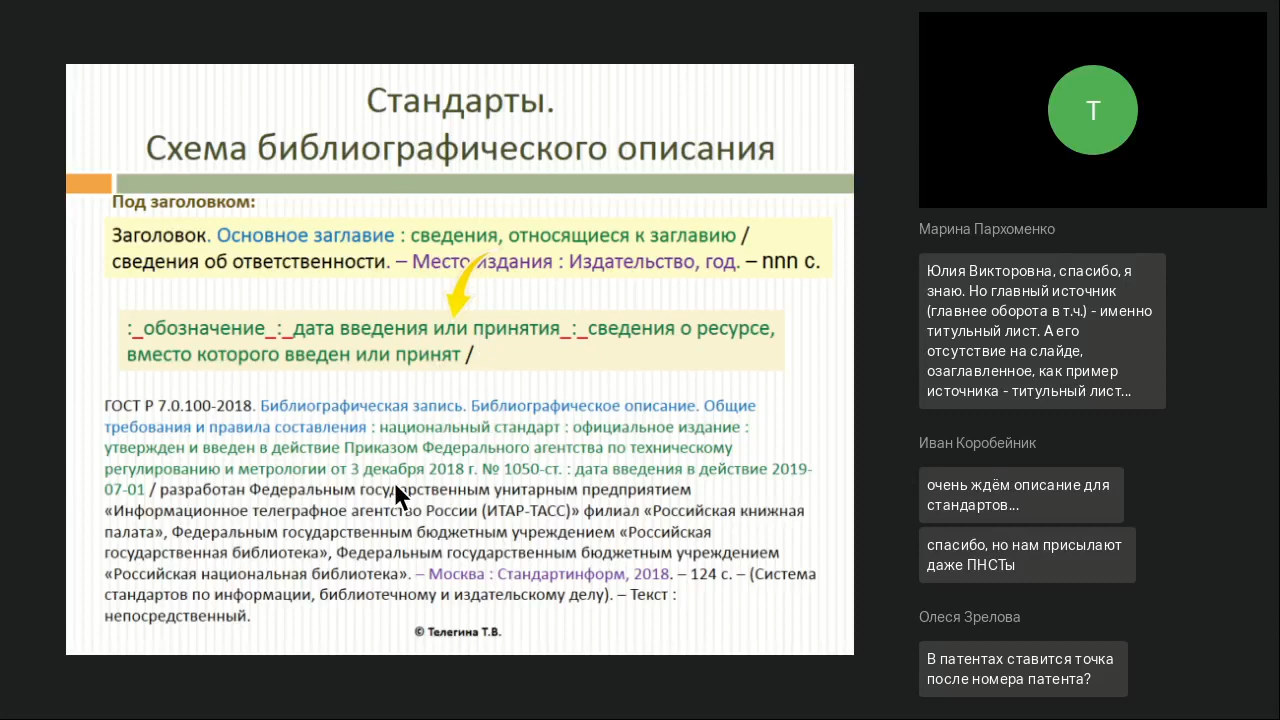 Стандарты.
Схема библиографического описания
Под заголовком:
Заголовок. Основное заглавие : сведения, относящиеся к заглавию /
сведения об ответственности. – Место издания : Издательство, год. – nnn с.
:_обозначение_:_дата введения или принятия_:_сведения о ресурсе,
вместо которого введен или принят /
ГОСТ Р 7.0.100-2018. Библиографическая запись. Библиографическое описание. Общие
требования и правила составления : национальный стандарт : официальное издание :
утвержден и введен в действие Приказом Федерального агентства по техническому
регулированию и метрологии от 3 декабря 2018 г. № 1050-ст. : дата введения в действие 2019-
07-01 / разработан Федеральным государственным унитарным предприятием
«Информационное телеграфное агентство России (ИТАР-ТАСС)» филиал «Российская книжная
палата», Федеральным государственным бюджетным учреждением «Российская
государственная библиотека», Федеральным государственным бюджетным учреждением
«Российская национальная библиотека». – Москва : Стандартинформ, 2018. – 124 с. – (Система
стандартов по информации, библиотечному и издательскому делу). – Текст :
непосредственный.
© Телегина Т.В.
Т
Марина Пархоменко
Юлия Викторовна, спасибо, я
знаю. Но главный источник
(главнее оборота в т.ч.) - именно
титульный лист. А его
отсутствие на слайде,
озаглавленное, как пример
источника - титульный лист...
Иван Коробейник
очень ждём описание для
стандартов...
спасибо, но нам присылают
даже ПНСТы
Олеся Зрелова
В патентах ставится точка
после номера патента?